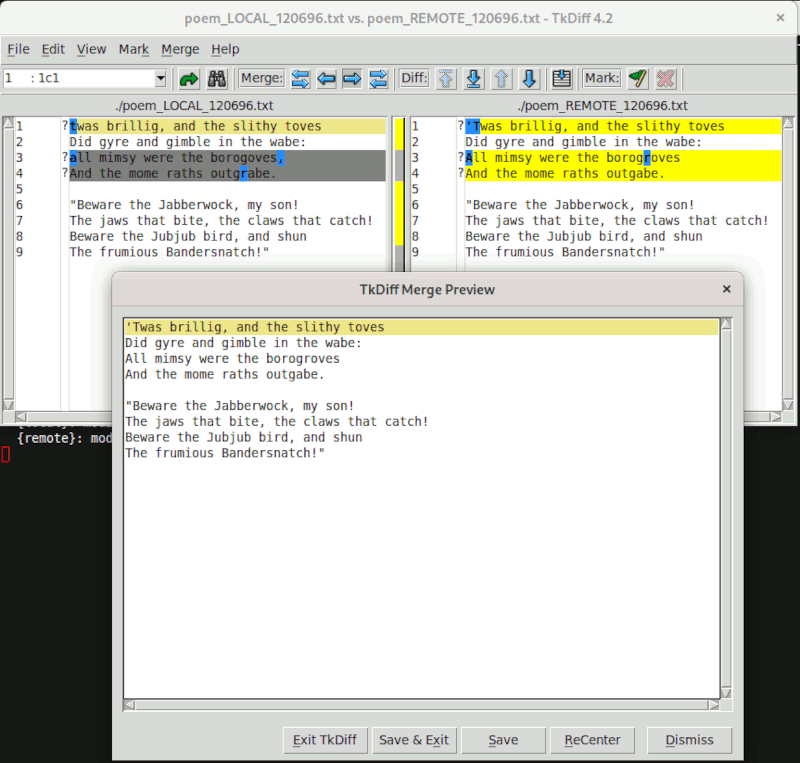 poem_LOCAL_120696.txt vs. poem_REMOTE_120696.txt - TkDiff 4.2
File Edit View Mark Merge Help
1 : 1c1 Merge: Diff: Mark:
./poem_LOCAL_120696.txt ./poem_REMOTE_120696.txt
1 ?twas brillig, and the slithy toves
2 Did gyre and gimble in the wabe:
3 ?all mimsy were the borogoves,
4 ?And the mome raths outgrabe.
5
6 "Beware the Jabberwock, my son!
7 The jaws that bite, the claws that catch!
8 Beware the Jubjub bird, and shun
9 The frumious Bandersnatch!"
1 ?'Twas brillig, and the slithy toves
2 Did gyre and gimble in the wabe:
3 ?All mimsy were the borogroves
4 ?And the mome raths outgabe.
5
6 "Beware the Jabberwock, my son!
7 The jaws that bite, the claws that catch!
8 Beware the Jubjub bird, and shun
9 The frumious Bandersnatch!"
{remote}: mod
TkDiff Merge Preview
'Twas brillig, and the slithy toves
Did gyre and gimble in the wabe:
All mimsy were the borogroves
And the mome raths outgabe.
"Beware the Jabberwock, my son!
The jaws that bite, the claws that catch!
Beware the Jubjub bird, and shun
The frumious Bandersnatch!"
Exit TkDiff Save & Exit Save ReCenter Dismiss